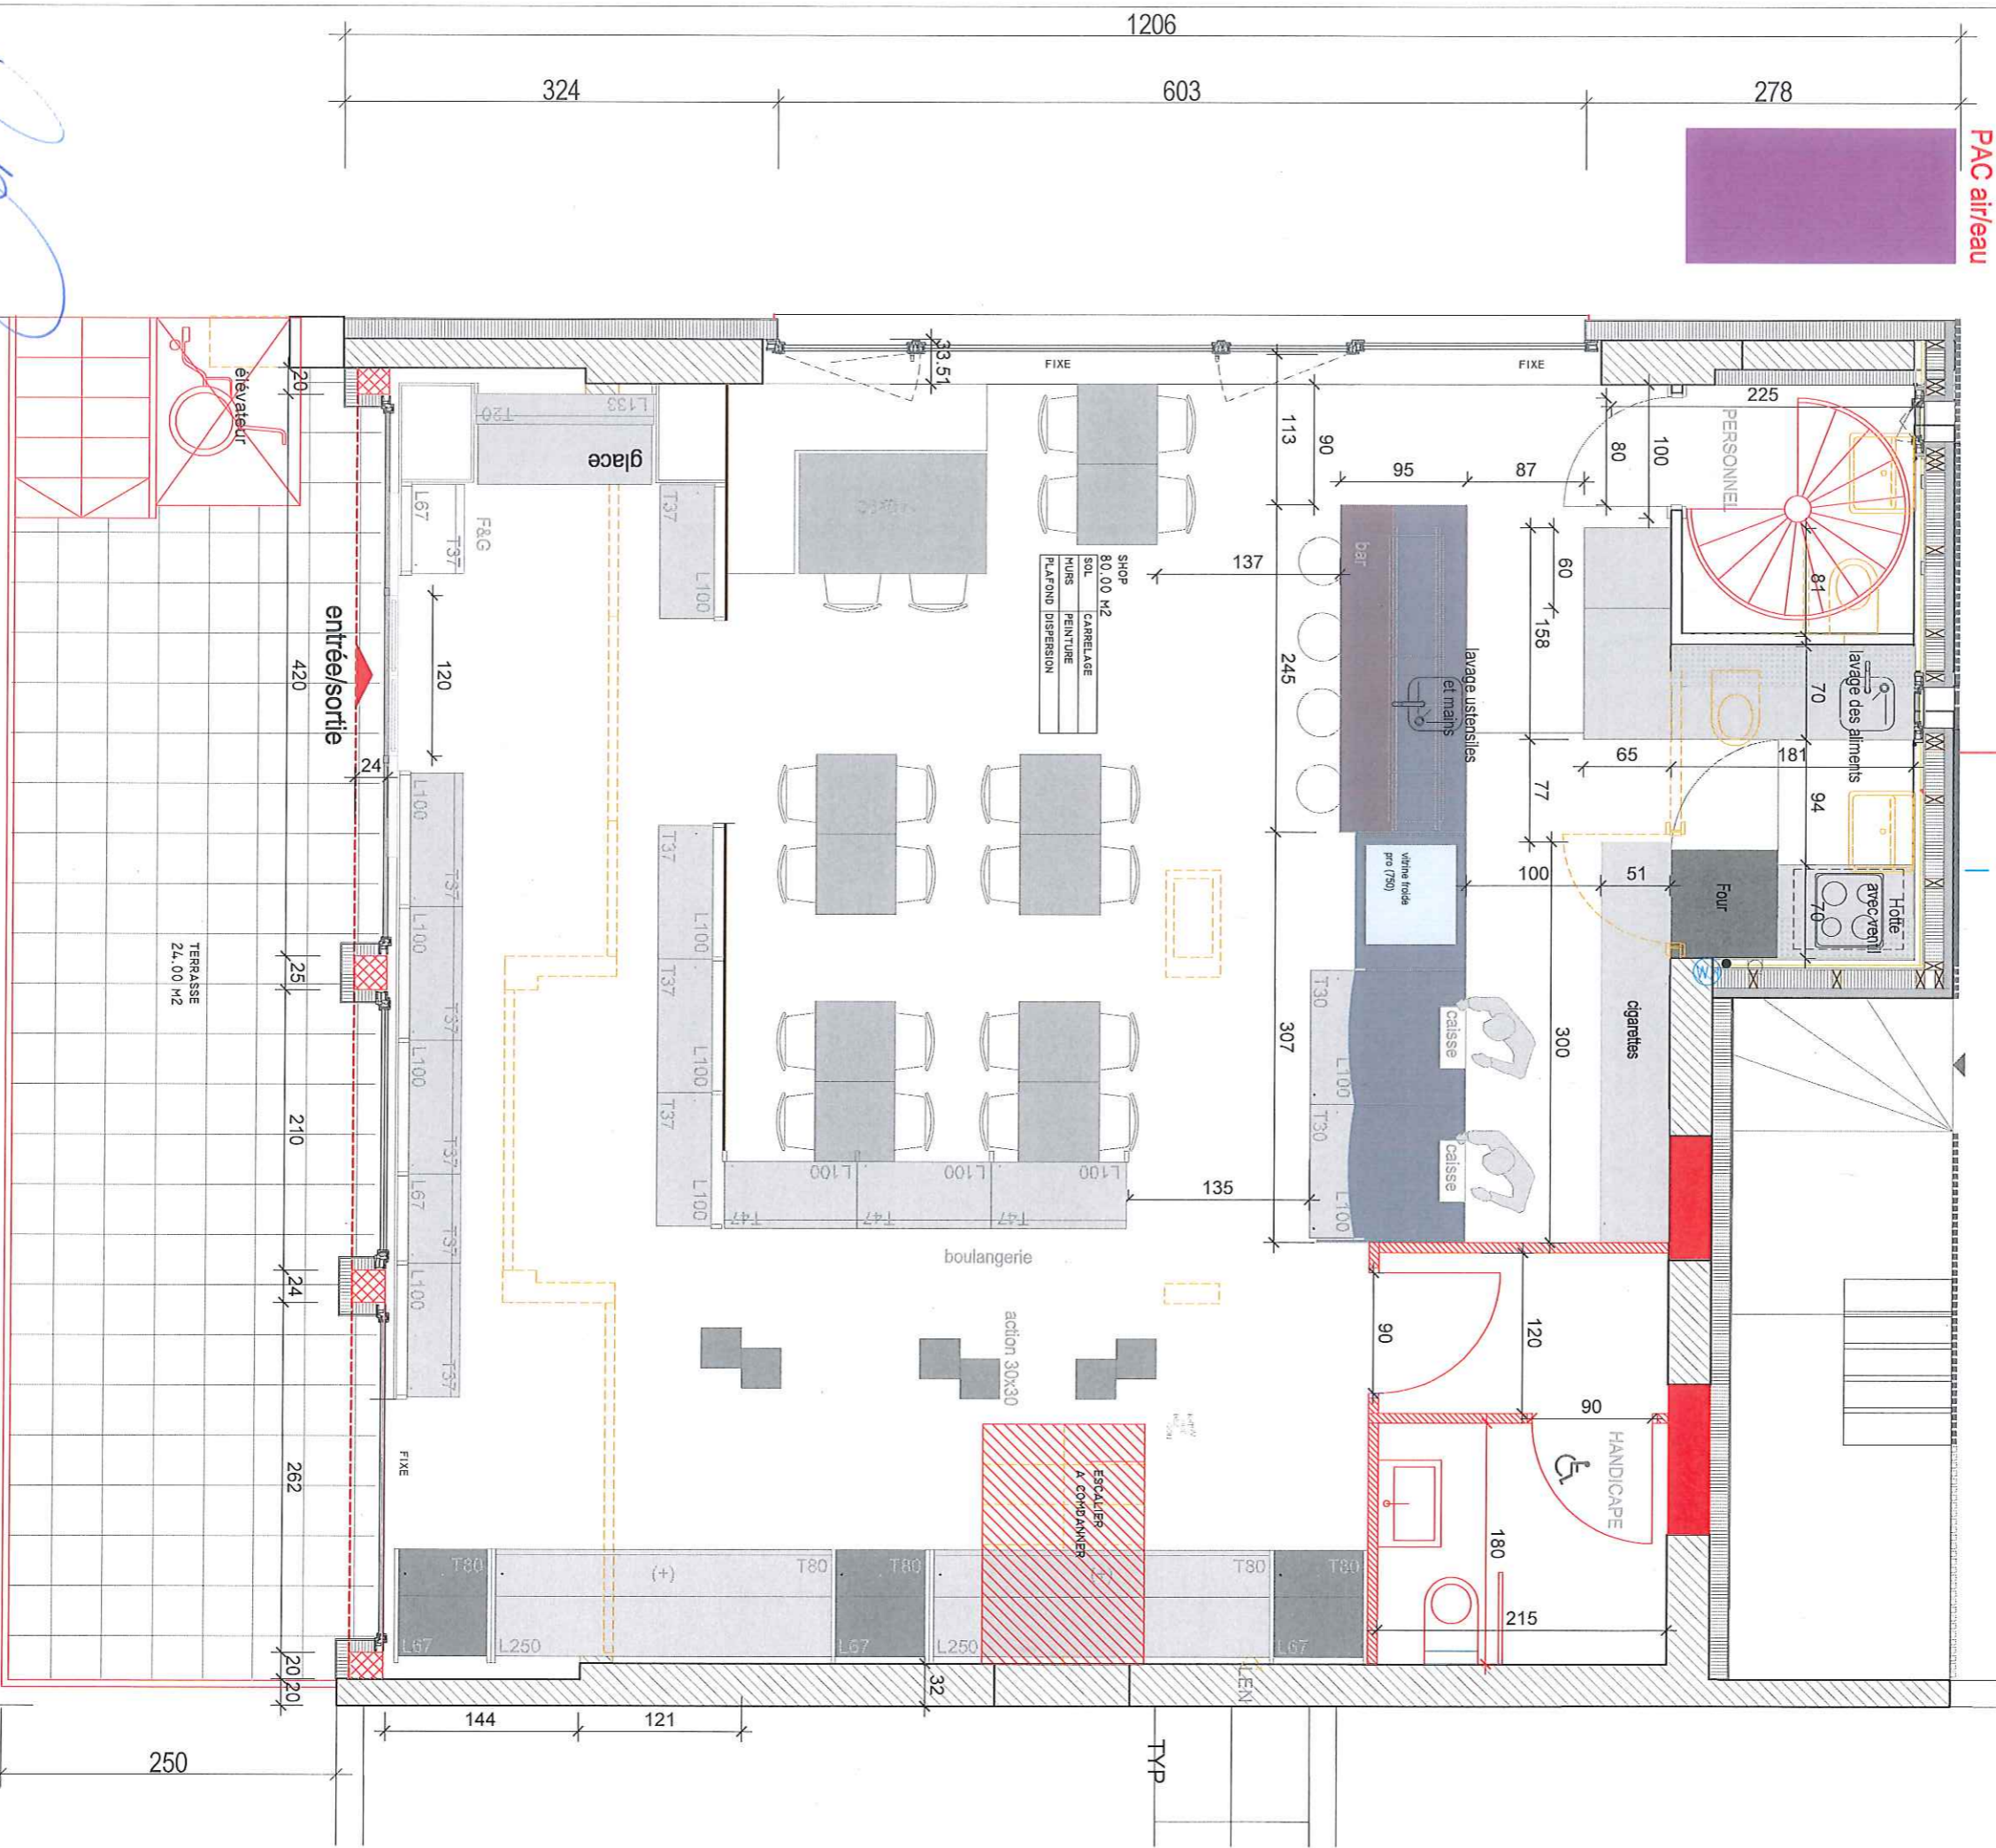 1206
324
603
278
PAC air/eau
33.51
FIXE
FIXE
20
élévateur
L133
T20
glace
113
90
95
87
80
100
225
PERSONNEL
L67
T37
F&G
T37
L100
SHOP
80.00 M2
SOL CARRELAGE
MURS PEINTURE
PLAFOND DISPERSION
137
bar
60
158
81
entrée/sortie
120
420
24
245
lavage ustensiles
et mains
70
lavage des aliments
65
181
77
94
L100
T37
L100
T37
L100
T37
L67
T37
L100
T37
T37
L100
T37
L100
T37
L100
vitrine froide
pro (750)
100
51
Four
Hotte
avec ventil
70
W
TERRASSE
24.00 M2
25
210
307
T30
L100
T30
L100
caisse
caisse
300
cigarettes
L100
L100
L100
T47
T47
T47
135
boulangerie
24
action 30x30
90
120
90
HANDICAPE
180
215
262
FIXE
ESCALIER
A COMDANNER
T80
L67
(+)
T80
L250
T80
L67
(+)
T80
L250
T80
L67
20
20
32
LEN
144
121
250
TYP